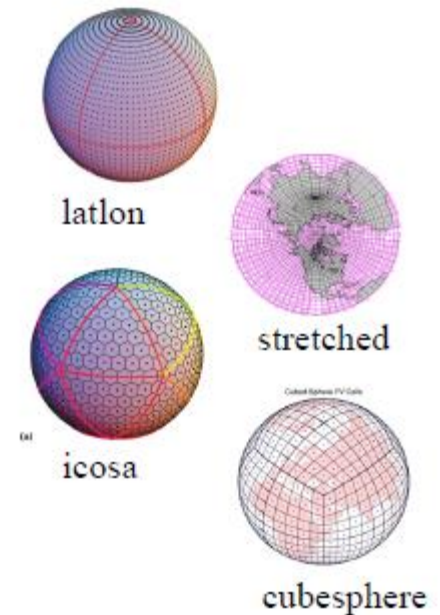 latlon
stretched
(a)
icosa
Cubed-Sphere FV Cells
cubesphere